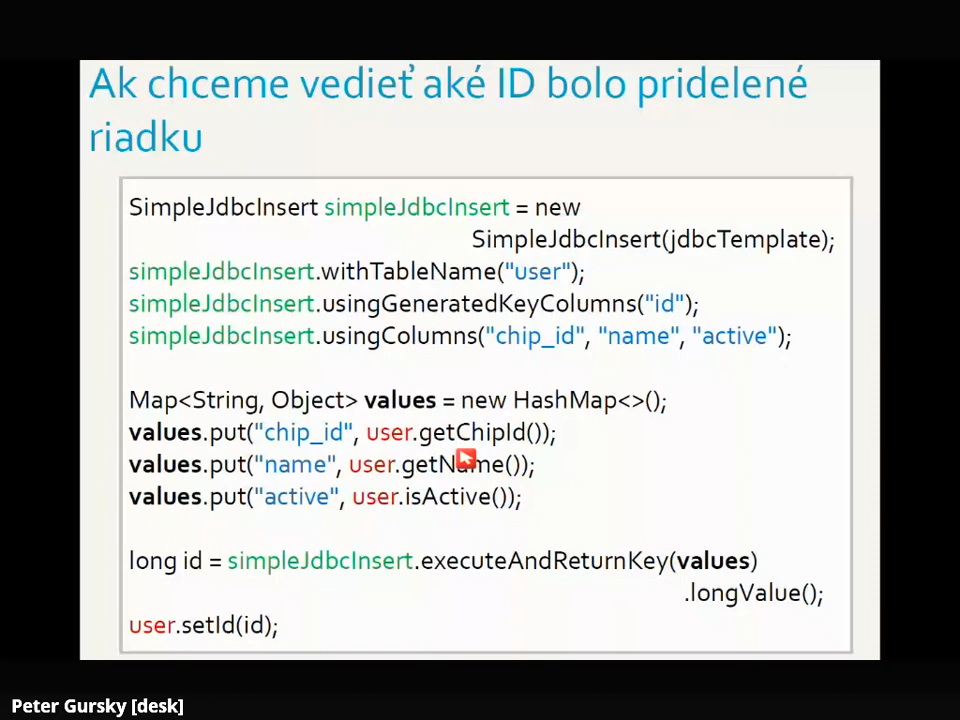 Ak chceme vedieť aké ID bolo pridelené
riadku
SimpleJdbcInsert simpleJdbcInsert = new
SimpleJdbcInsert(jdbcTemplate);
simpleJdbcInsert.withTableName("user");
simpleJdbcInsert.usingGeneratedKeyColumns("id");
simpleJdbcInsert.usingColumns("chip_id", "name", "active");
Map<String, Object> values = new HashMap<>();
values.put("chip_id", user.getChipId());
values.put("name", user.getName());
values.put("active", user.isActive());
long id = simpleJdbcInsert.executeAndReturnKey(values)
.longValue();
user.setId(id);
Peter Gursky [desk]